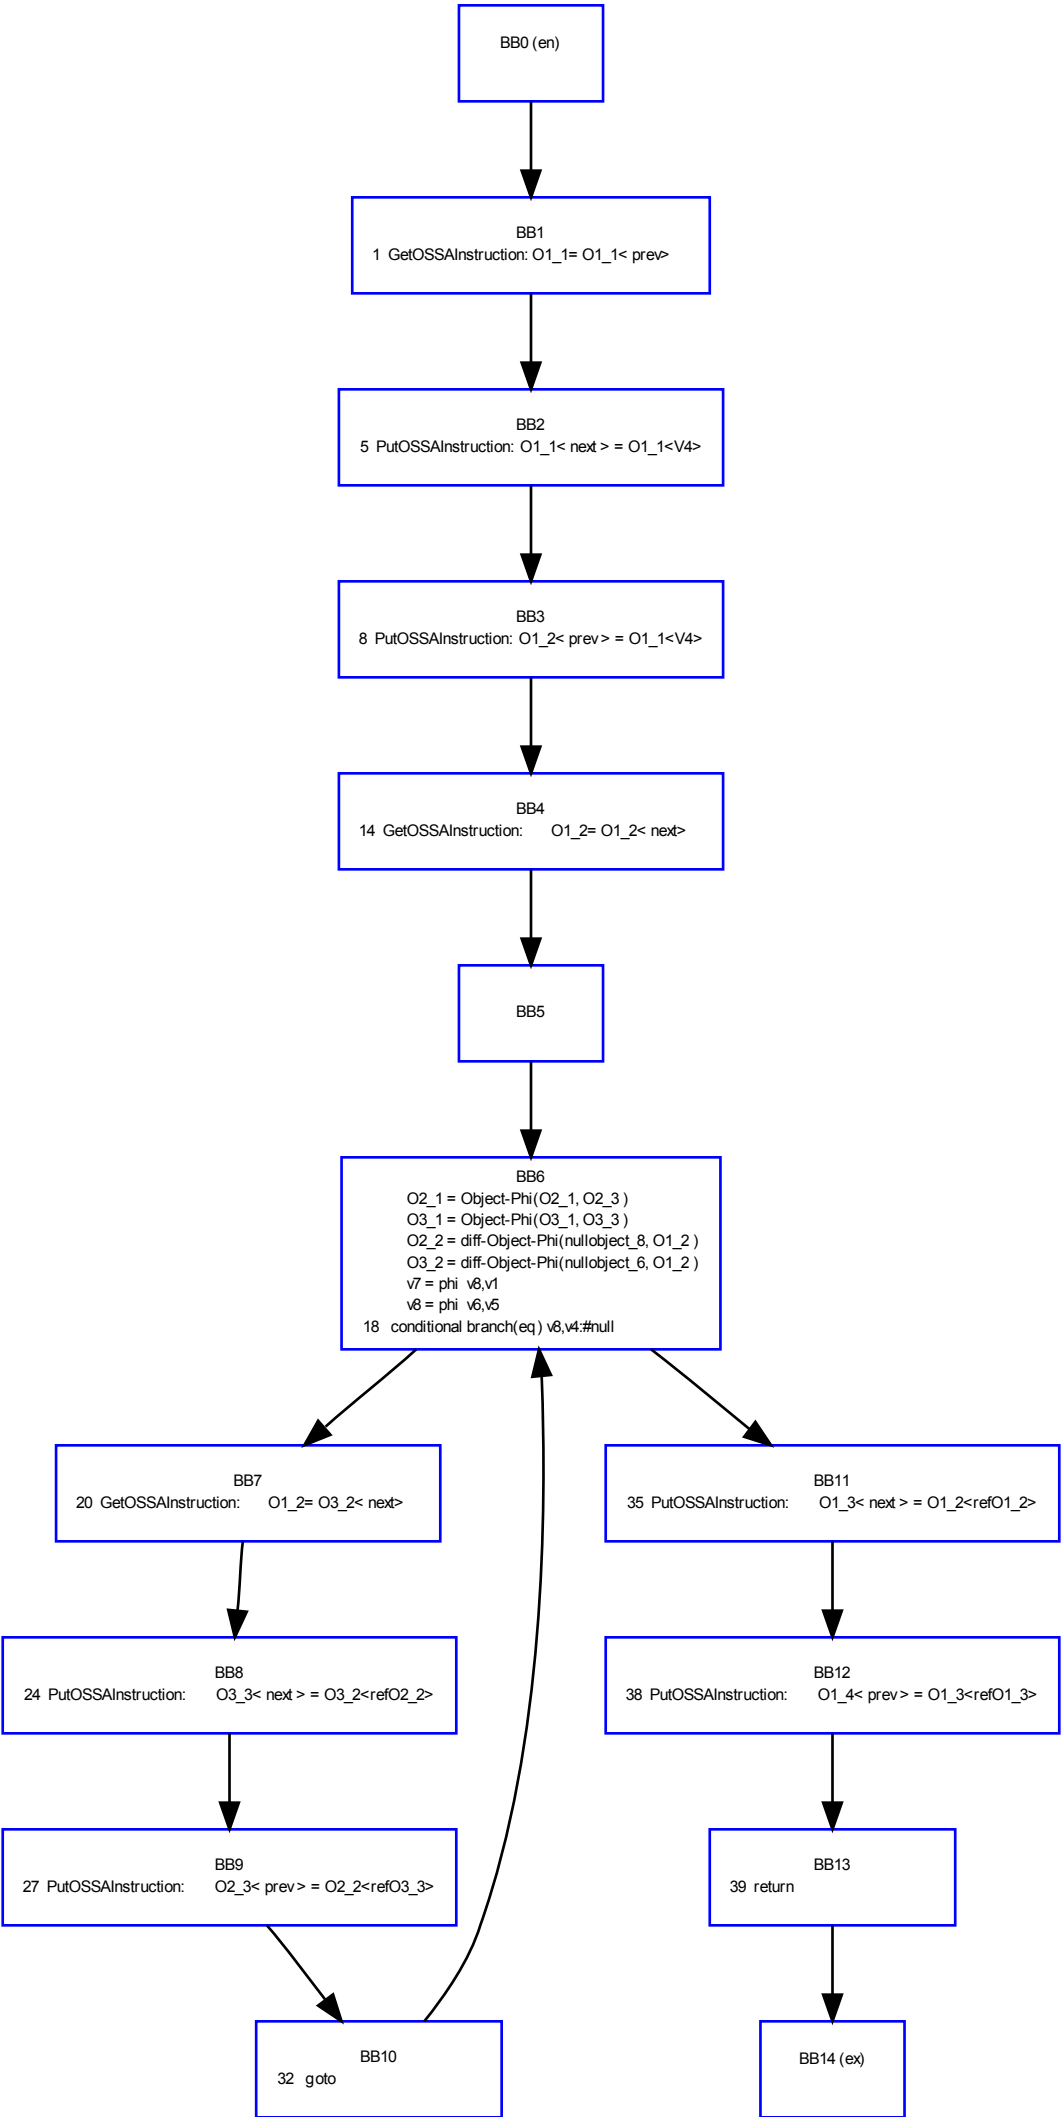 BB0 (en)
BB1
1 GetOSSAInstruction: O1_1= O1_1< prev>
BB2
5 PutOSSAInstruction: O1_1< next > = O1_1<V4>
BB3
8 PutOSSAInstruction: O1_2< prev > = O1_1<V4>
BB4
14 GetOSSAInstruction: O1_2= O1_2< next>
BB5
BB6
O2_1 = Object-Phi(O2_1, O2_3 )
O3_1 = Object-Phi(O3_1, O3_3 )
O2_2 = diff-Object-Phi(nullobject_8, O1_2 )
O3_2 = diff-Object-Phi(nullobject_6, O1_2 )
v7 = phi v8,v1
v8 = phi v6,v5
18 conditional branch(eq ) v8,v4:#null
BB7
20 GetOSSAInstruction: O1_2= O3_2< next>
BB11
35 PutOSSAInstruction: O1_3< next > = O1_2<refO1_2>
BB8
24 PutOSSAInstruction: O3_3< next > = O3_2<refO2_2>
BB12
38 PutOSSAInstruction: O1_4< prev > = O1_3<refO1_3>
BB9
27 PutOSSAInstruction: O2_3< prev > = O2_2<refO3_3>
BB13
39 return
BB10
32 goto
BB14 (ex)